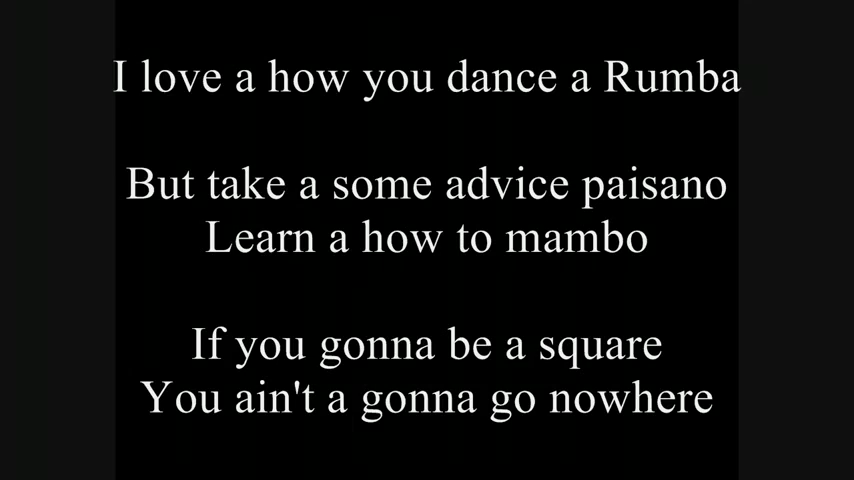 I love a how you dance a Rumba
But take a some advice paisano
Learn a how to mambo
If you gonna be a square
You ain't a gonna go nowhere